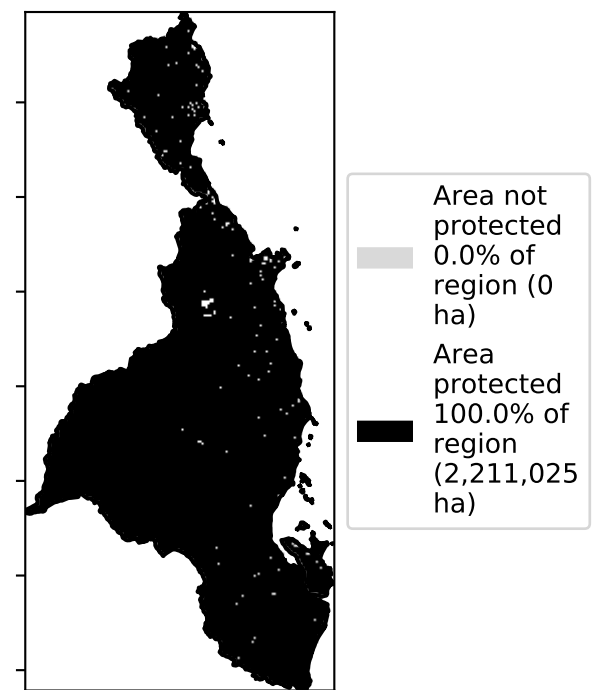 Area not
protected
0.0% of
region (0
ha)
Area
protected
100.0% of
region
(2,211,025
ha)